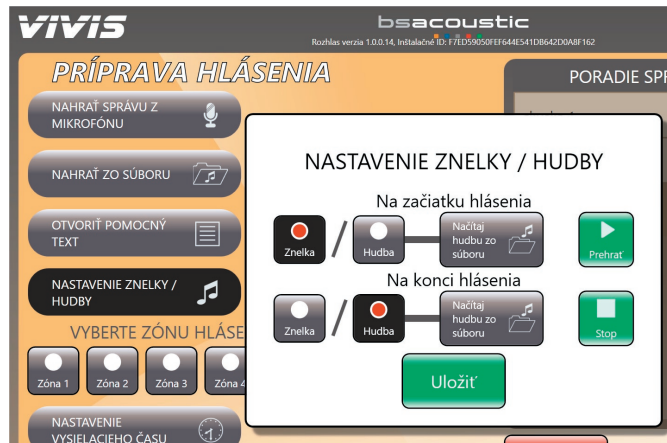 VIVIS
bsacoustic
Rozhlas verzia 1.0.0.14, Inštalačné ID: F7ED59050FEF644E541DB642D0A8F162
PRÍPRAVA HLÁSENIA
PORADIE SPR
NAHRAŤ SPRÁVU Z
MIKROFÓNU
NAHRAŤ ZO SÚBORU
OTVORIŤ POMOCNÝ
TEXT
NASTAVENIE ZNELKY /
HUDBY
VYBERTE ZÓNU HLÁSE
Zóna 1
Zóna 2
Zóna 3
Zóna 4
NASTAVENIE
VYSIELACIEHO ČASU
NASTAVENIE ZNELKY / HUDBY
Na začiatku hlásenia
Znelka
/
Hudba
Načítaj
hudbu zo
súboru
Prehrať
Na konci hlásenia
Znelka
/
Hudba
Načítaj
hudbu zo
súboru
Stop
Uložiť